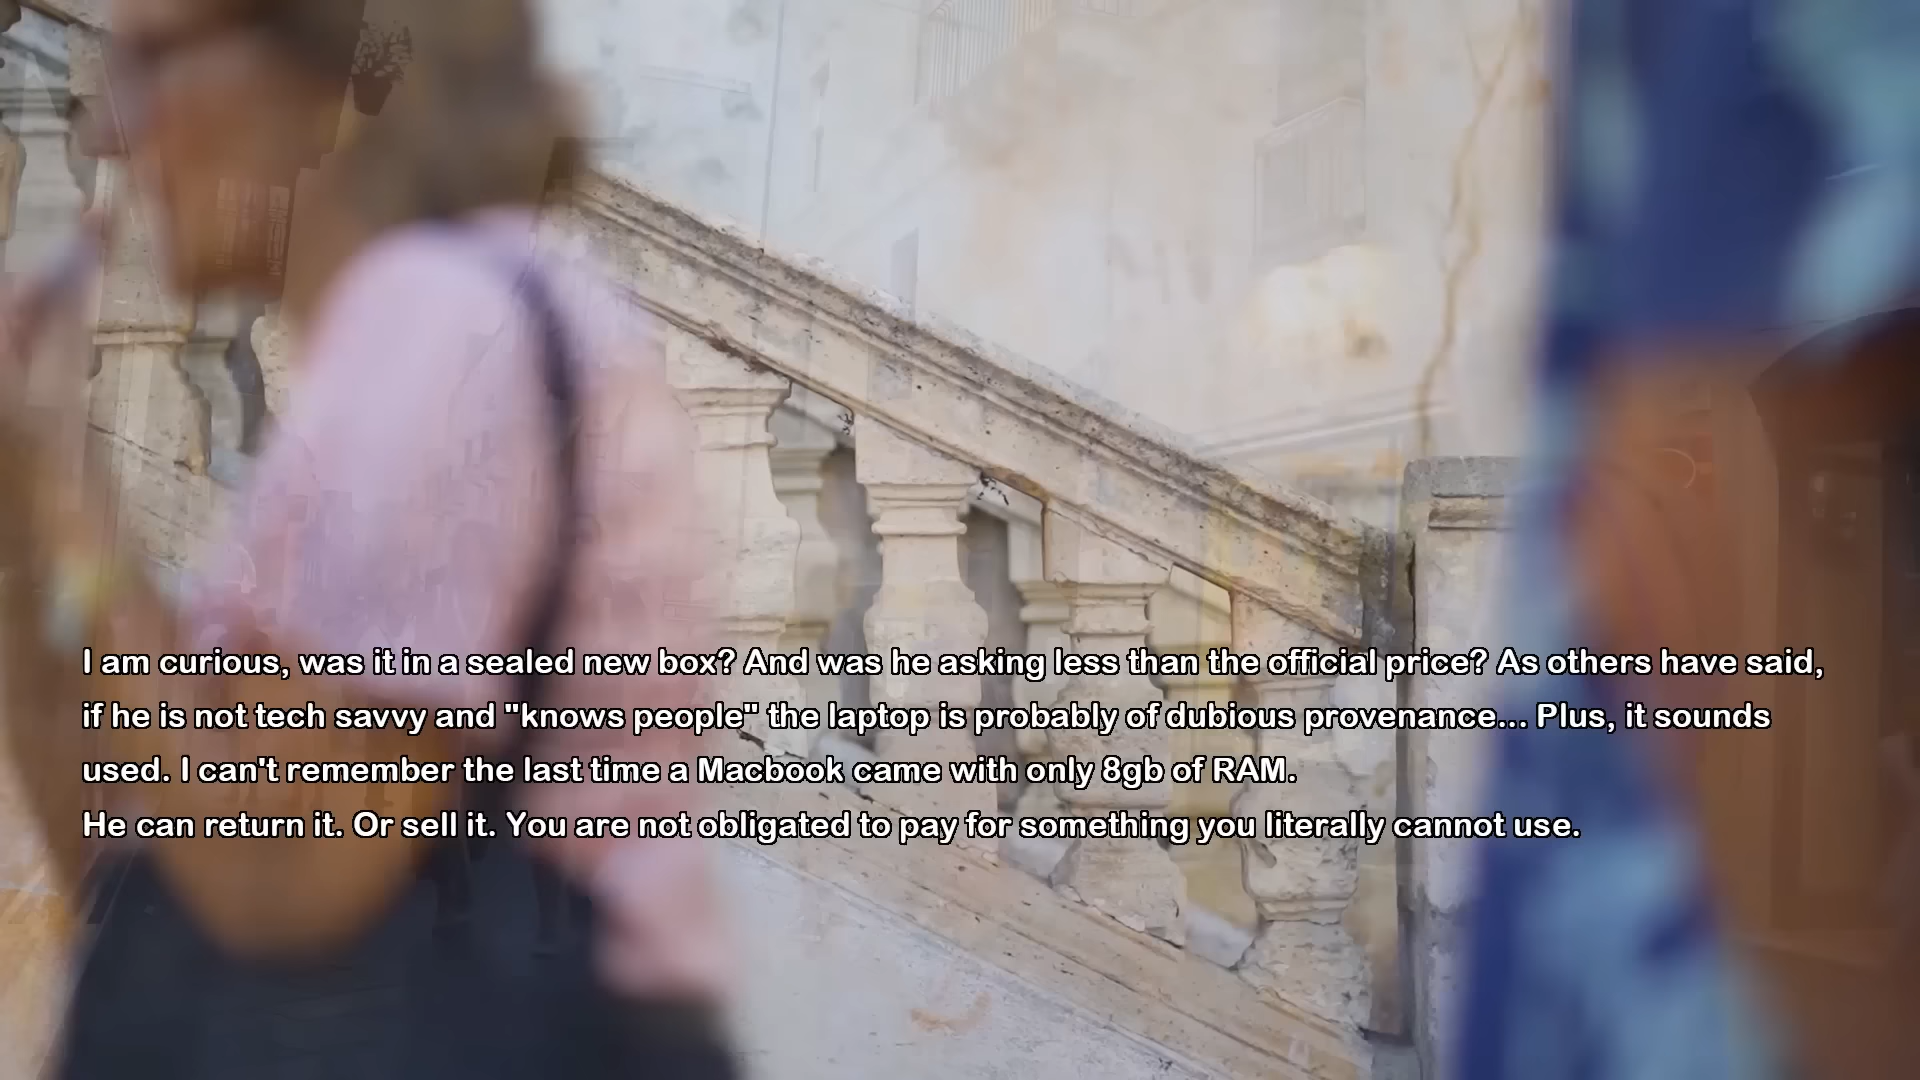 I am curious, was it in a sealed new box? And was he asking less than the official price? As others have said,
if he is not tech savvy and "knows people" the laptop is probably of dubious provenance... Plus, it sounds
used. I can't remember the last time a Macbook came with only 8gb of RAM.
He can return it. Or sell it. You are not obligated to pay for something you literally cannot use.